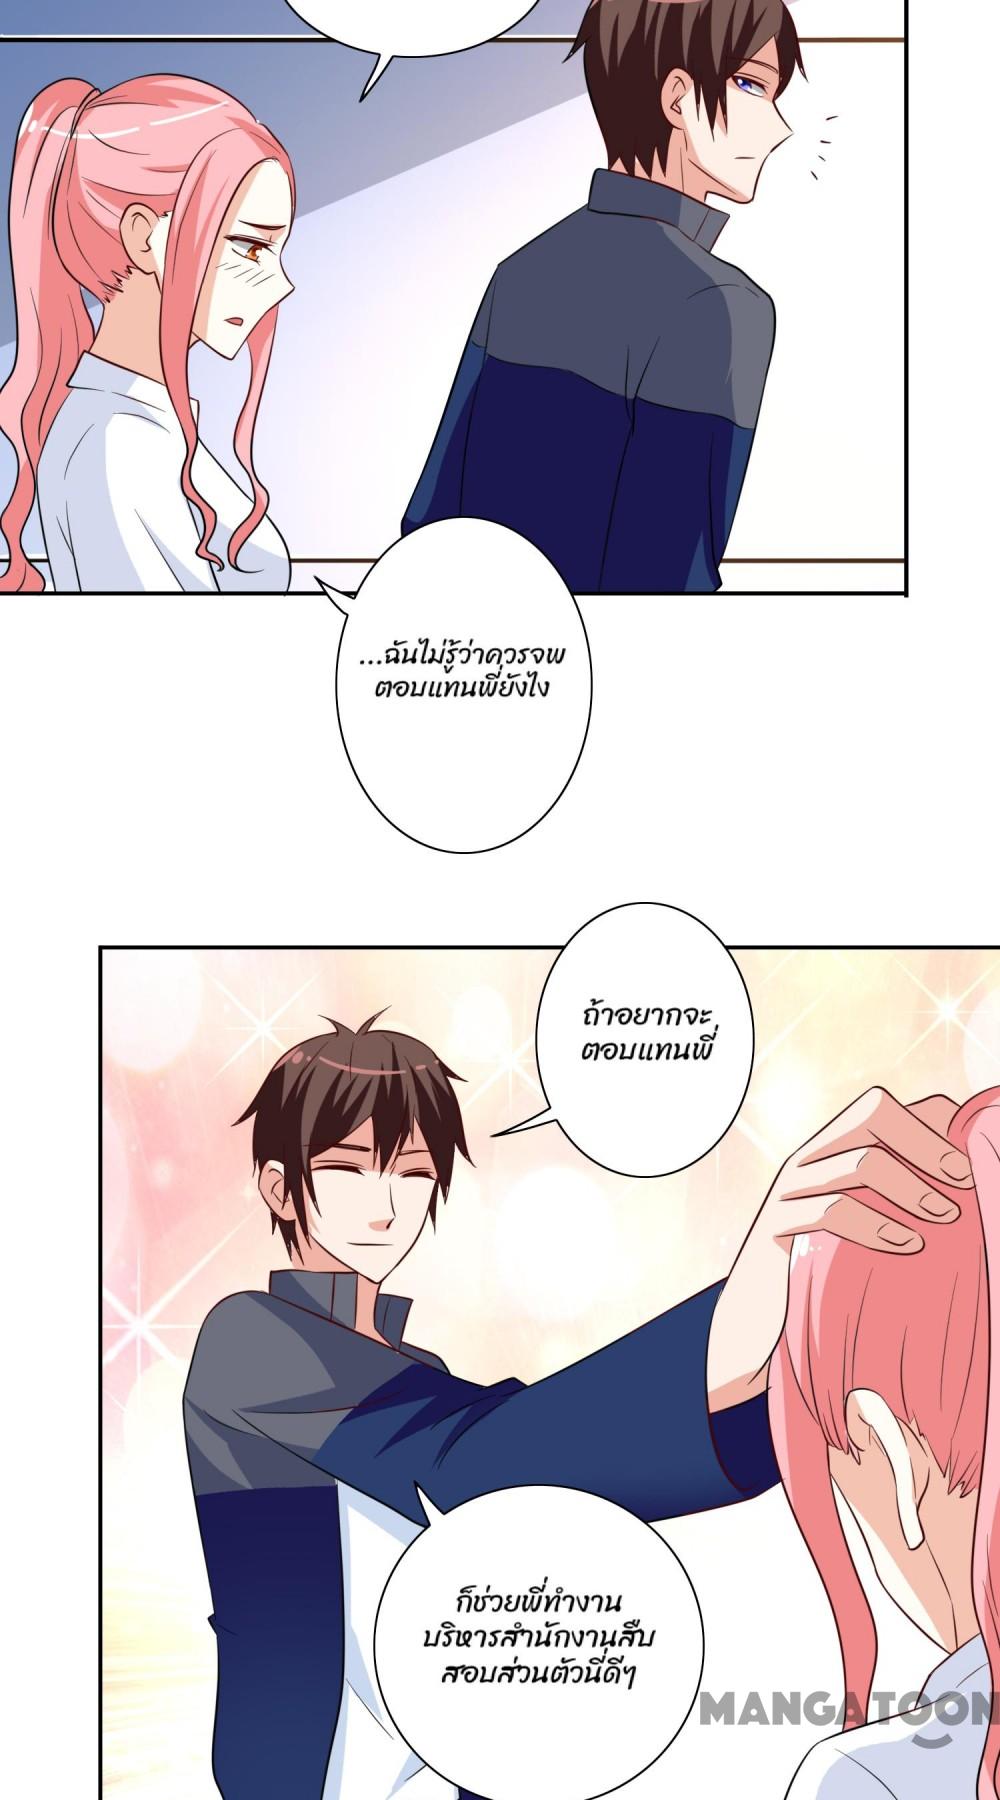 ...ฉันไม่รู้ว่าควรจพ
ตอบแทนพี่ยังไง
ถ้าอยากจะ
ตอบแทนพี่
ก็ช่วยพี่ทำงาน
บริหารสำนักงานสืบ
สอบส่วนตัวนี่ดีๆ
MANGATOON